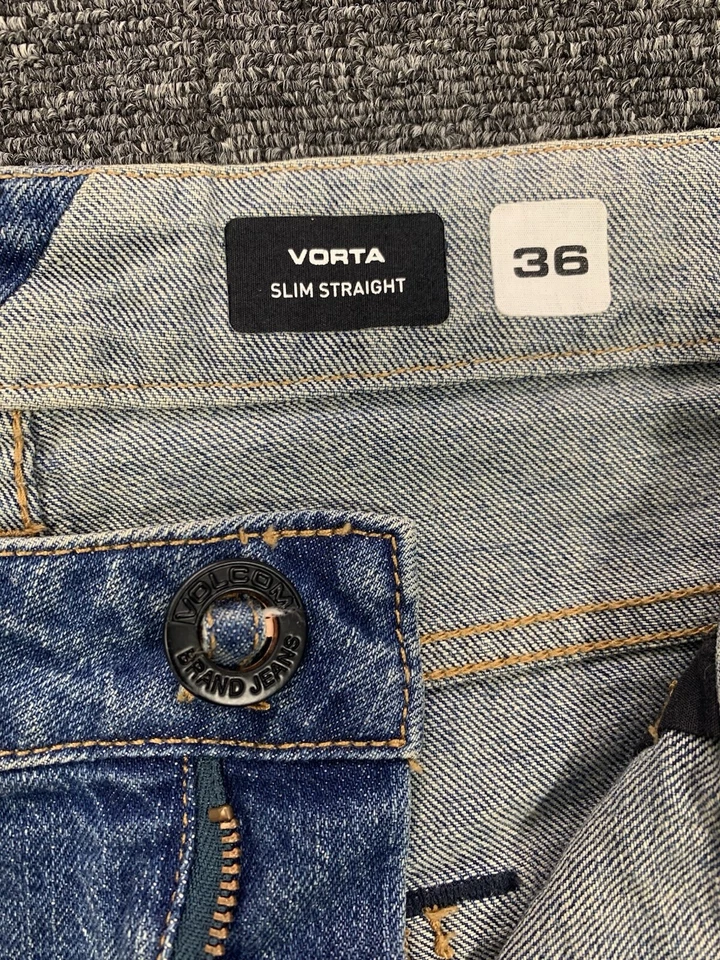 VORTA
SLIM STRAIGHT
36
VOLCOM
BRAND JEANS